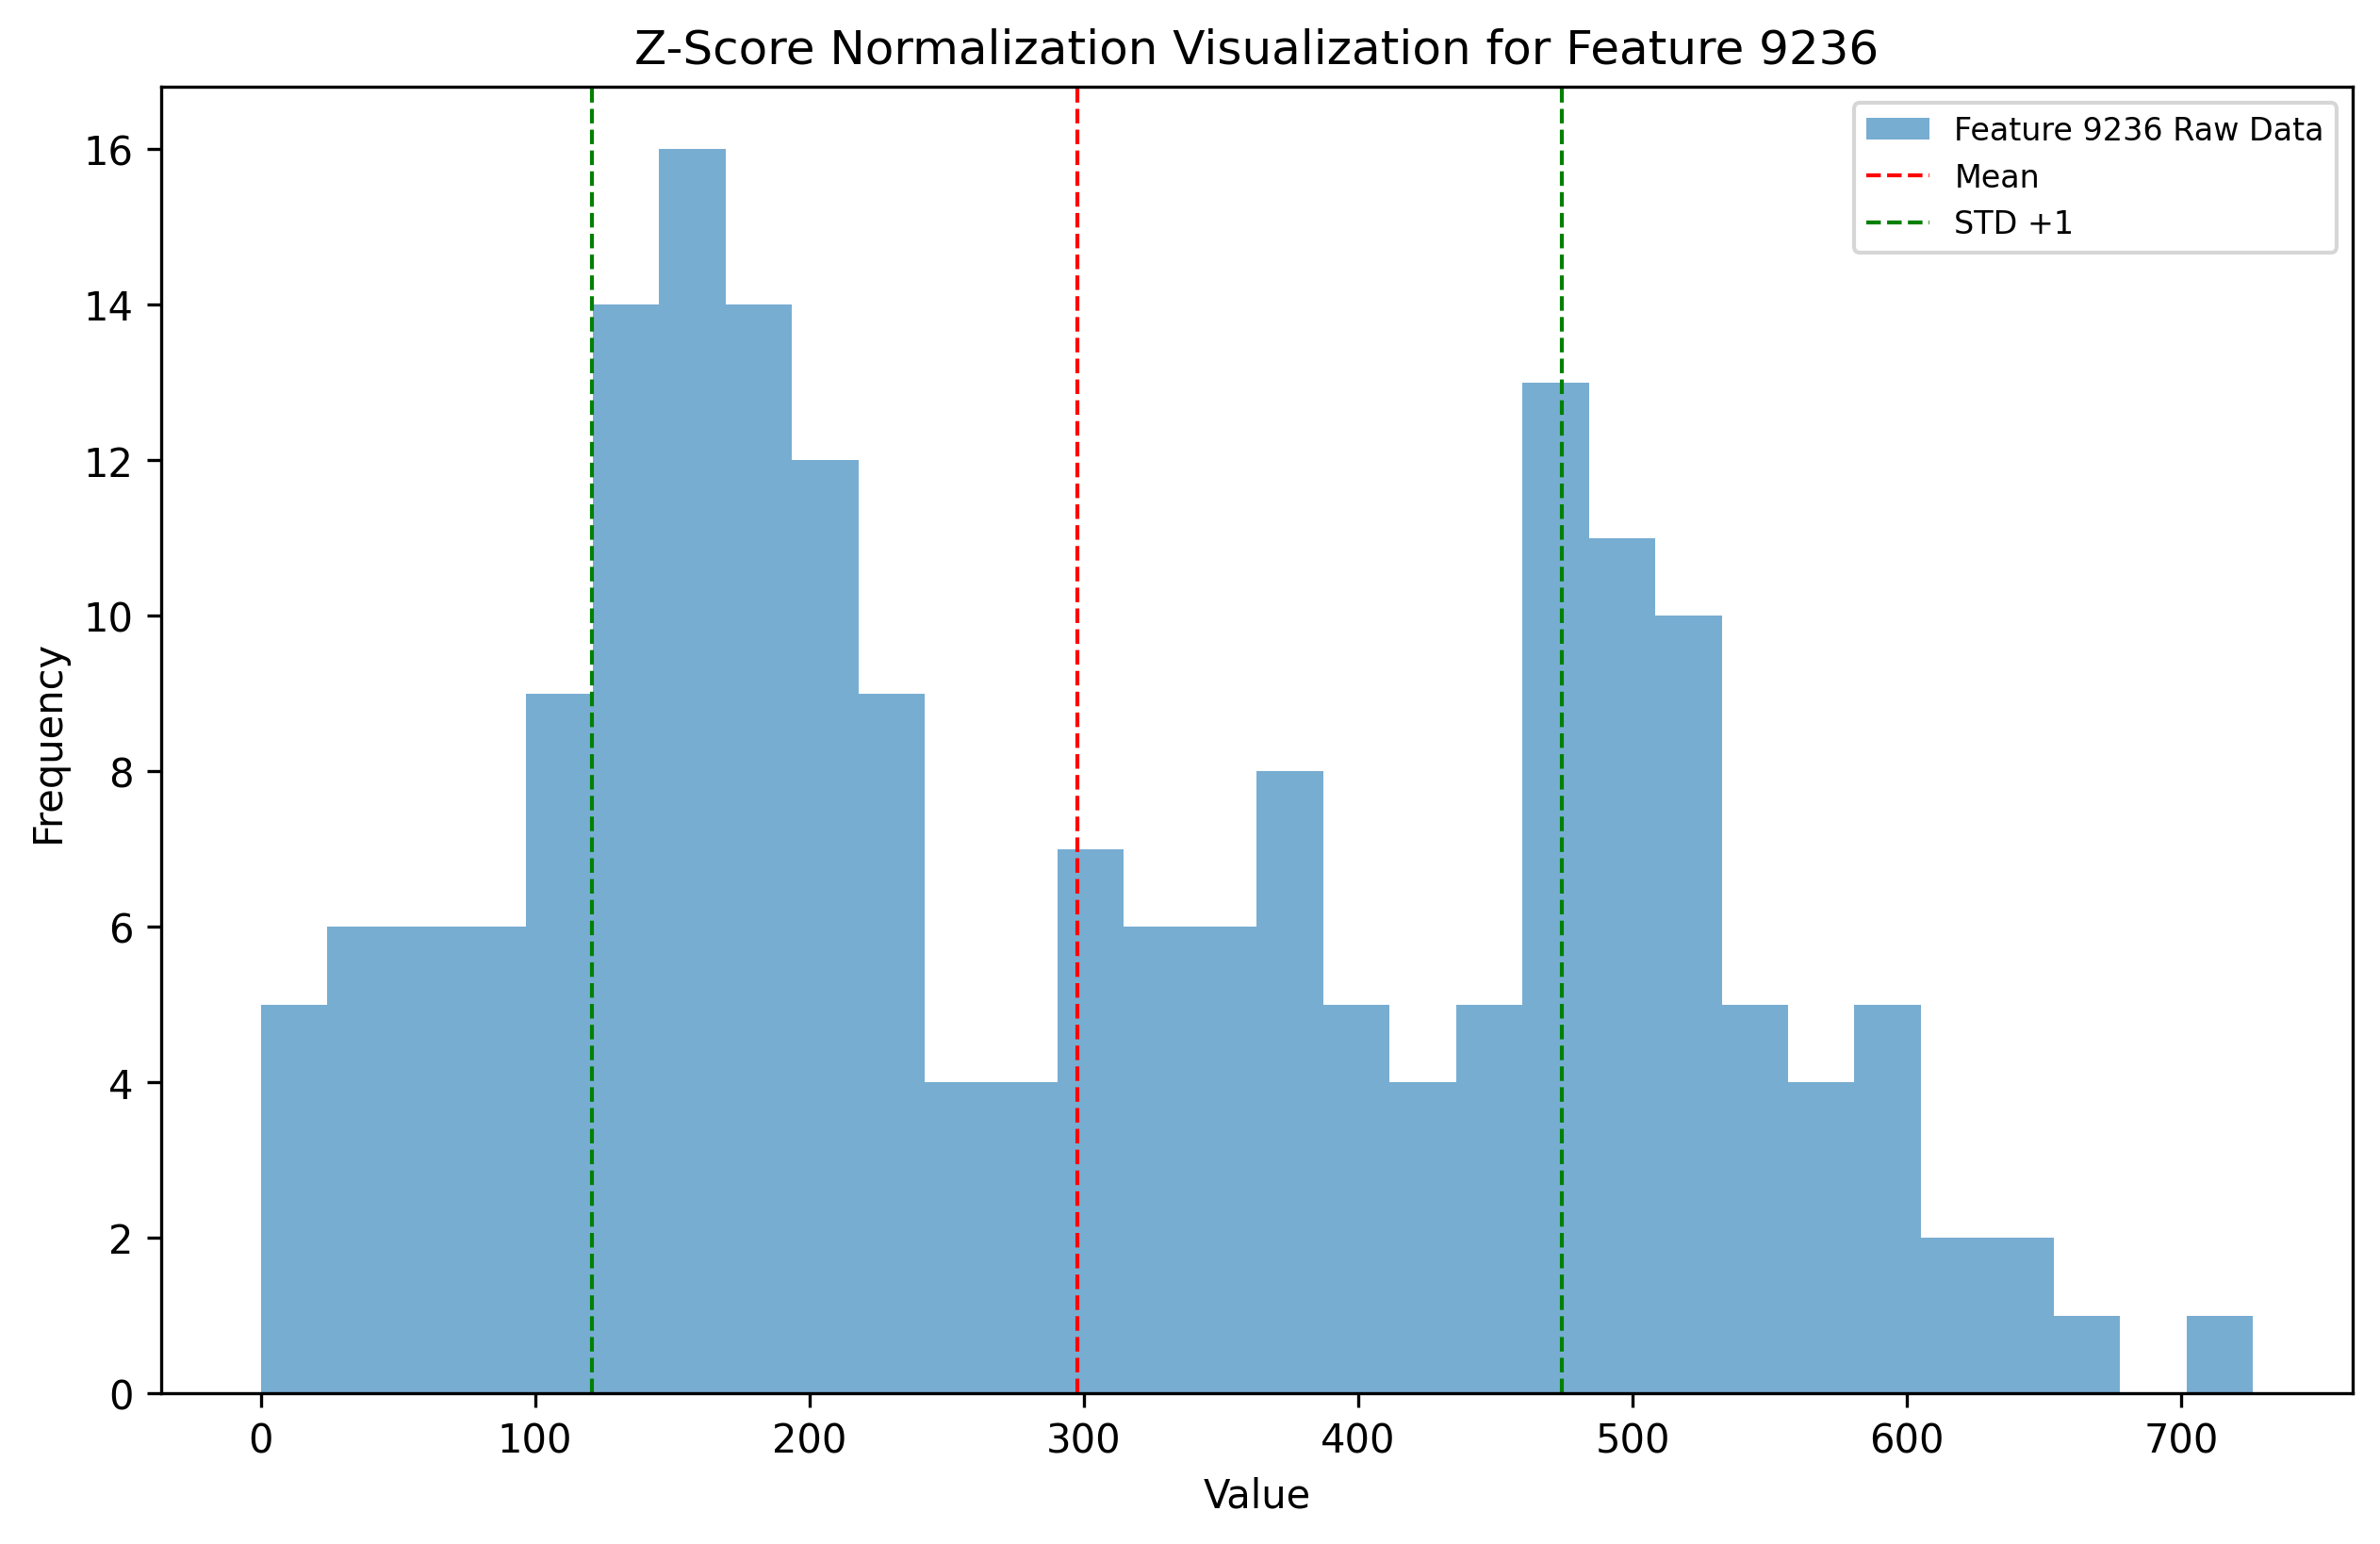 Z-Score Normalization Visualization for Feature 9236
Feature 9236 Raw Data
Mean
STD +1
16
14
12
10
8
6
4
2
0
Frequency
0 100 200 300 400 500 600 700
Value